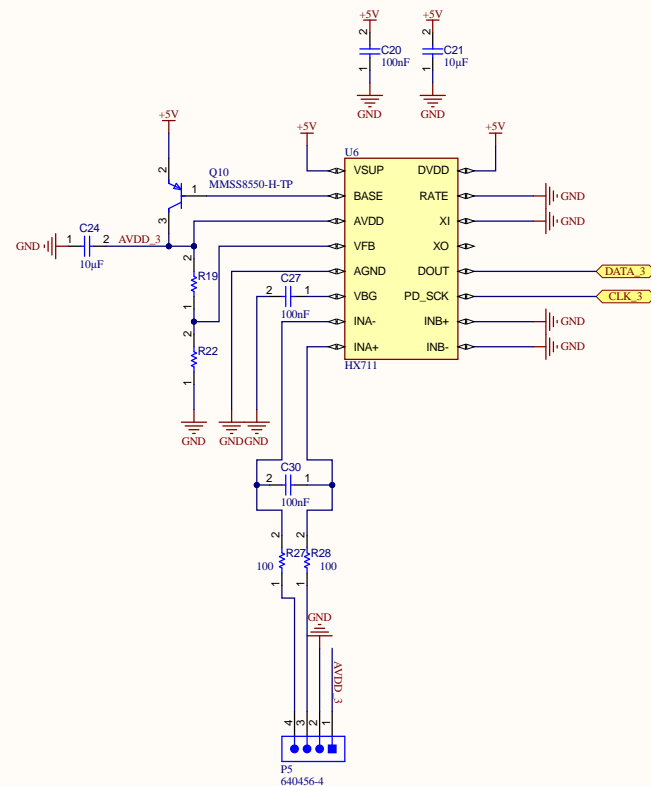 +5V
+5V
2
C20
100nF
1
GND
2
C21
10µF
1
GND
+5V
2
Q10
MMSS8550-H-TP
1
3
+5V
U6
+5V
VSUP
DVDD
BASE
RATE
GND
AVDD
XI
GND
VFB
XO
AGND
DOUT
DATA_3
VBG
PD_SCK
CLK_3
INA-
INB+
GND
INA+
INB-
GND
HX711
GND
1
C24
2
10µF
AVDD_3
2
R19
1
2
R22
1
GND
C27
2
1
100nF
GND
GND
C30
2
1
100nF
2
R27
100
1
2
R28
100
1
GND
AVDD_3
4
3
2
1
P5
640456-4